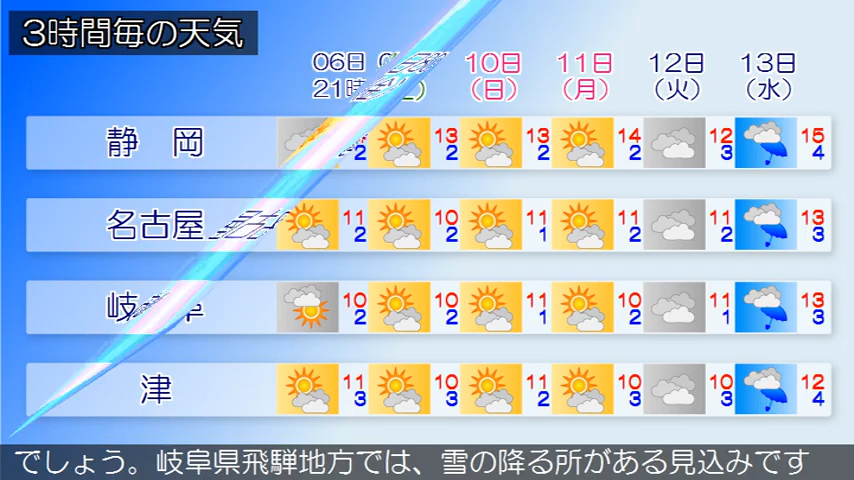 3時間毎の天気
06日 10日 11日 12日 13日
21時 (日) (月) (火) (水)
静 岡 2 13 2 13 2 14 2 12 3 15 4
名古屋 11 2 10 2 11 1 11 2 11 2 13 3
岐阜 10 2 10 2 11 1 10 2 11 1 13 3
津 11 3 10 3 11 2 10 3 10 3 12 4
でしょう。岐阜県飛騨地方では、雪の降る所がある見込みです